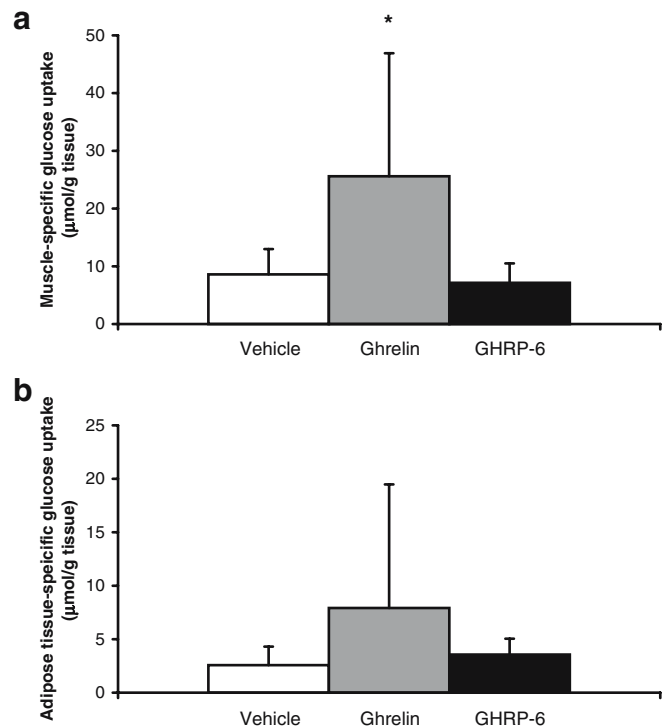 a
*
Muscle-specific glucose uptake
(µmol/g tissue)
50
40
30
20
10
0
Vehicle Ghrelin GHRP-6
b
Adipose tissue-speicific glucose uptake
(µmol/g tissue)
25
20
15
10
5
0
Vehicle Ghrelin GHRP-6